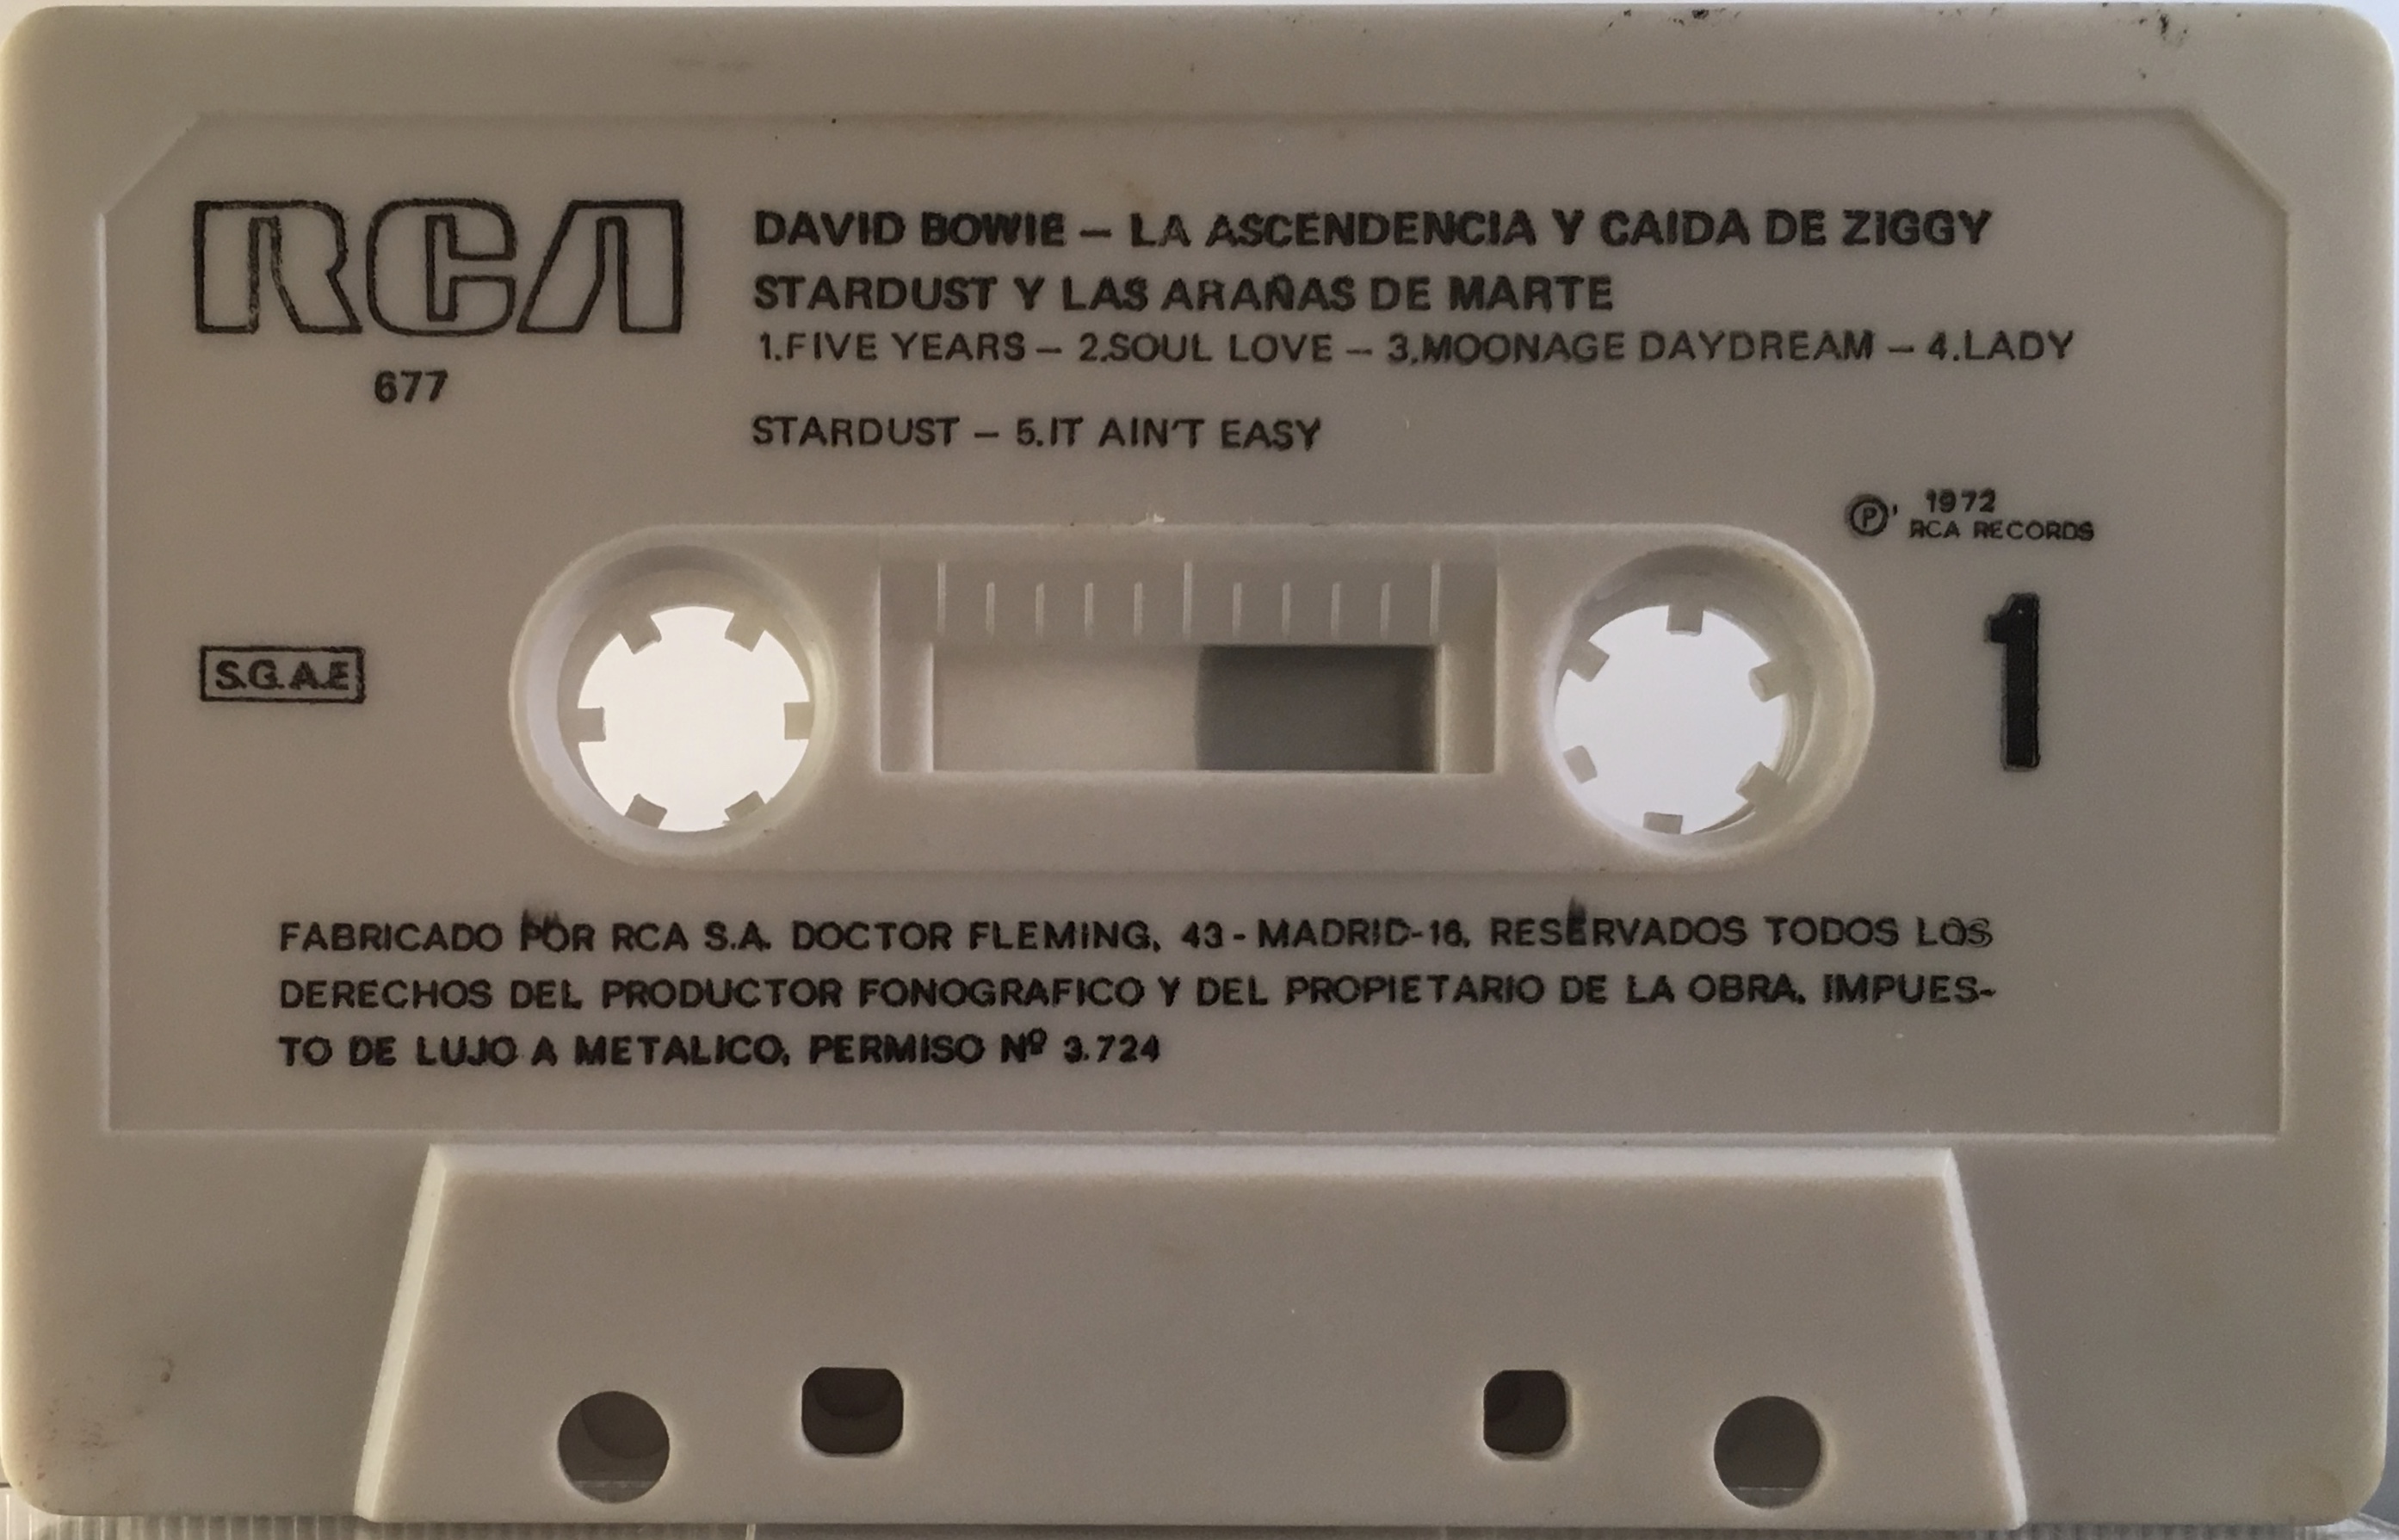 RCA
677
DAVID BOWIE – LA ASCENDENCIA Y CAIDA DE ZIGGY
STARDUST Y LAS ARAÑAS DE MARTE
1.FIVE YEARS – 2.SOUL LOVE – 3.MOONAGE DAYDREAM – 4.LADY
STARDUST – 5.IT AIN'T EASY
Ⓟ 1972
RCA RECORDS
1
S.G.A.E
FABRICADO POR RCA S.A. DOCTOR FLEMING, 43 - MADRID-16. RESERVADOS TODOS LOS
DERECHOS DEL PRODUCTOR FONOGRAFICO Y DEL PROPIETARIO DE LA OBRA. IMPUES-
TO DE LUJO A METALICO, PERMISO Nº 3.724